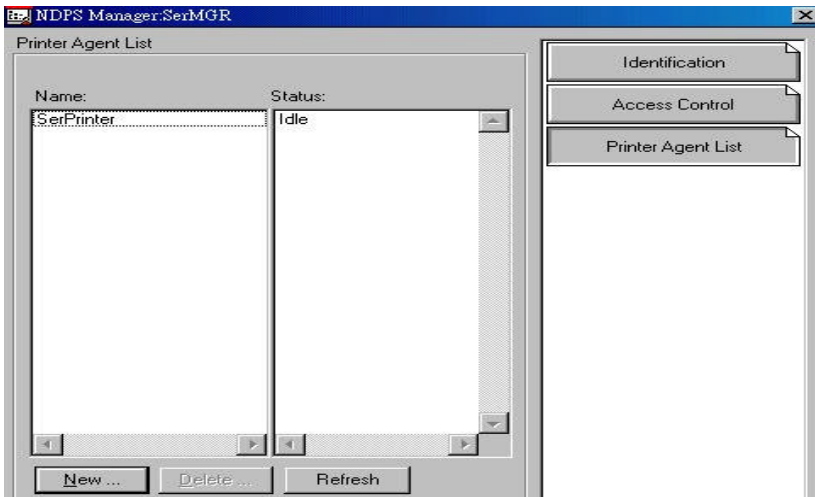 NDPS Manager:SerMGR
Printer Agent List
Name:
Status:
SerPrinter
Idle
New ...
Delete ...
Refresh
Identification
Access Control
Printer Agent List